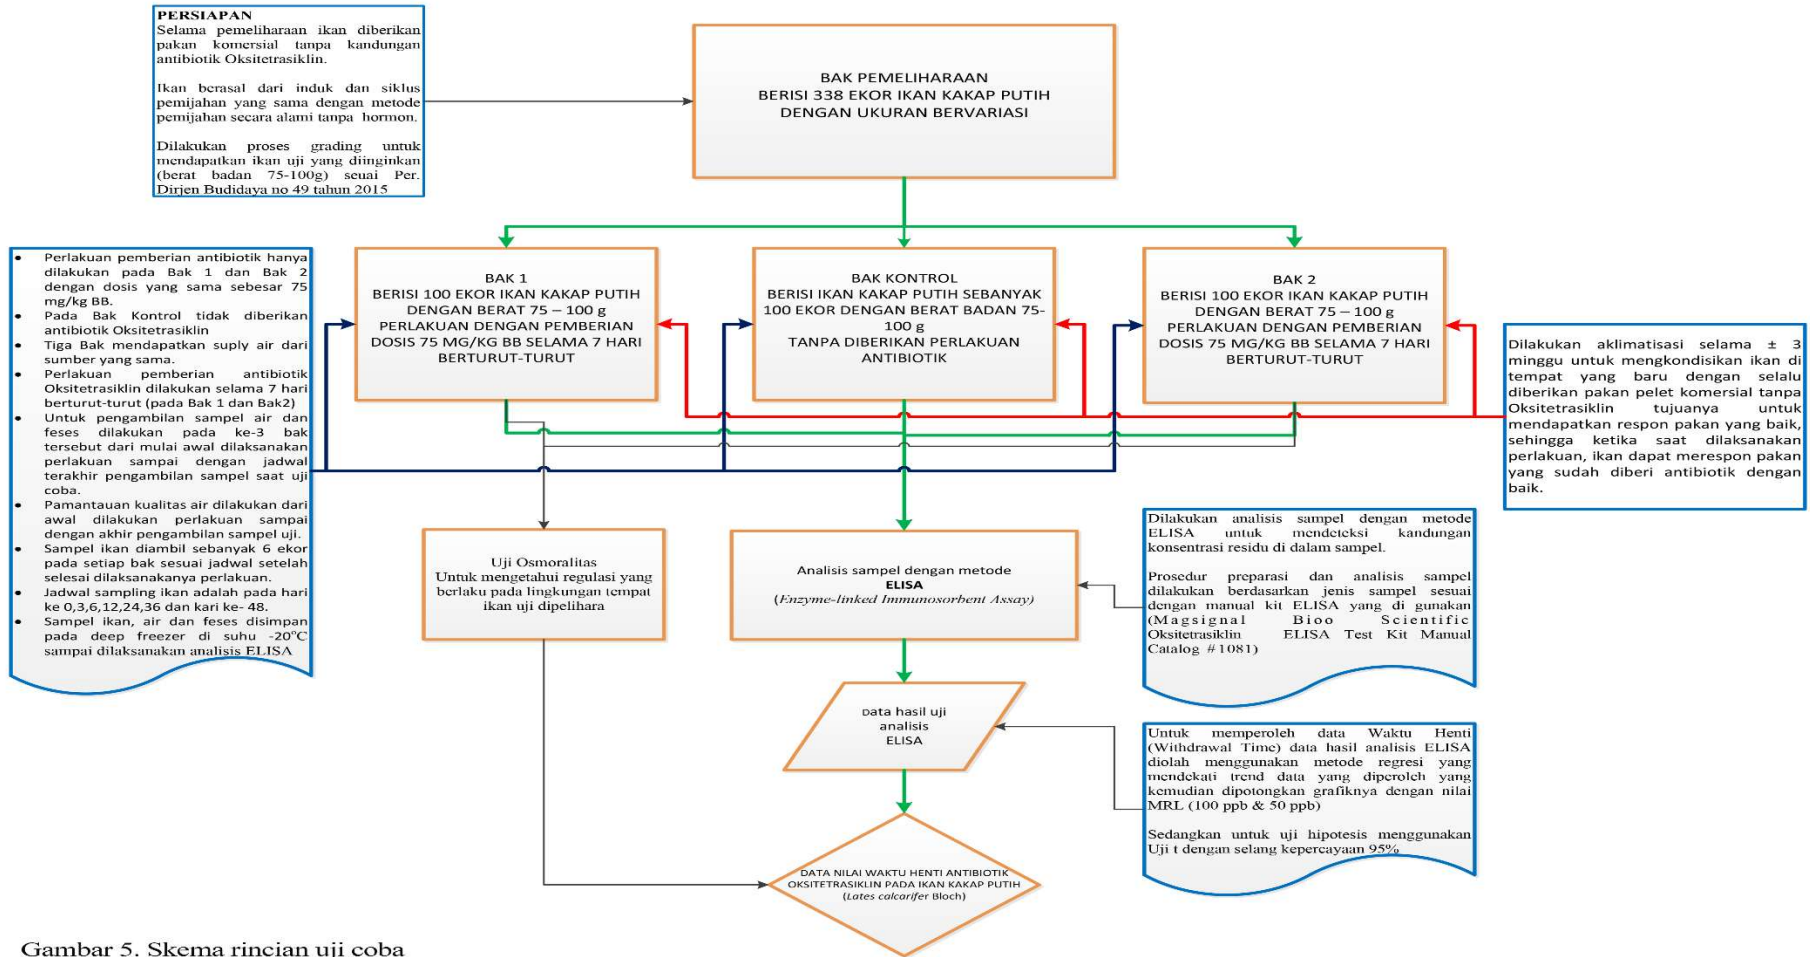 PERSIAPAN
Selama pemeliharaan ikan diberikan
pakan komersial tanpa kandungan
antibiotik Oksitetrasiklin.
Ikan berasal dari induk dan siklus
pemijahan yang sama dengan metode
pemijahan secara alami tanpa hormon.
Dilakukan proses grading untuk
mendapatkan ikan uji yang diinginkan
(berat badan 75-100g) seuai Per.
Dirjen Budidaya no 49 tahun 2015
BAK PEMELIHARAAN
BERISI 338 EKOR IKAN KAKAP PUTIH
DENGAN UKURAN BERVARIASI
• Perlakuan pemberian antibiotik hanya
dilakukan pada Bak 1 dan Bak 2
dengan dosis yang sama sebesar 75
mg/kg BB.
• Pada Bak Kontrol tidak diberikan
antibiotik Oksitetrasiklin
• Tiga Bak mendapatkan suply air dari
sumber yang sama.
• Perlakuan pemberian antibiotik
Oksitetrasiklin dilakukan selama 7 hari
berturut-turut (pada Bak 1 dan Bak2)
• Untuk pengambilan sampel air dan
feses dilakukan pada ke-3 bak
tersebut dari mulai awal dilaksanakan
perlakuan sampai dengan jadwal
terakhir pengambilan sampel saat uji
coba.
• Pamantauan kualitas air dilakukan dari
awal dilakukan perlakuan sampai
dengan akhir pengambilan sampel uji.
• Sampel ikan diambil sebanyak 6 ekor
pada setiap bak sesuai jadwal setelah
selesai dilaksanakanya perlakuan.
• Jadwal sampling ikan adalah pada hari
ke 0,3,6,12,24,36 dan kari ke- 48.
• Sampel ikan, air dan feses disimpan
pada deep freezer di suhu -20°C
sampai dilaksanakan analisis ELISA
BAK 1
BERISI 100 EKOR IKAN KAKAP PUTIH
DENGAN BERAT 75 – 100 g
PERLAKUAN DENGAN PEMBERIAN
DOSIS 75 MG/KG BB SELAMA 7 HARI
BERTURUT-TURUT
BAK KONTROL
BERISI IKAN KAKAP PUTIH SEBANYAK
100 EKOR DENGAN BERAT BADAN 75-
100 g
TANPA DIBERIKAN PERLAKUAN
ANTIBIOTIK
BAK 2
BERISI 100 EKOR IKAN KAKAP PUTIH
DENGAN BERAT 75 – 100 g
PERLAKUAN DENGAN PEMBERIAN
DOSIS 75 MG/KG BB SELAMA 7 HARI
BERTURUT-TURUT
Dilakukan aklimatisasi selama ± 3
minggu untuk mengkondisikan ikan di
tempat yang baru dengan selalu
diberikan pakan pelet komersial tanpa
Oksitetrasiklin tujuanya untuk
mendapatkan respon pakan yang baik,
sehingga ketika saat dilaksanakan
perlakuan, ikan dapat merespon pakan
yang sudah diberi antibiotik dengan
baik.
Uji Osmoralitas
Untuk mengetahui regulasi yang
berlaku pada lingkungan tempat
ikan uji dipelihara
Analisis sampel dengan metode
ELISA
(Enzyme-linked Immunosorbent Assay)
Dilakukan analisis sampel dengan metode
ELISA untuk mendeteksi kandungan
konsentrasi residu di dalam sampel.
Prosedur preparasi dan analisis sampel
dilakukan berdasarkan jenis sampel sesuai
dengan manual kit ELISA yang di gunakan
(Magsignal Bioo Scientific
Oksitetrasiklin ELISA Test Kit Manual
Catalog #1081)
Data hasil uji
analisis
ELISA
Untuk memperoleh data Waktu Henti
(Withdrawal Time) data hasil analisis ELISA
diolah menggunakan metode regresi yang
mendekati trend data yang diperoleh yang
kemudian dipotongkan grafiknya dengan nilai
MRL (100 ppb & 50 ppb)
Sedangkan untuk uji hipotesis menggunakan
Uji t dengan selang kepercayaan 95%
DATA NILAI WAKTU HENTI ANTIBIOTIK
OKSITETRASIKLIN PADA IKAN KAKAP PUTIH
(Lates calcarifer Bloch)
Gambar 5. Skema rincian uji coba